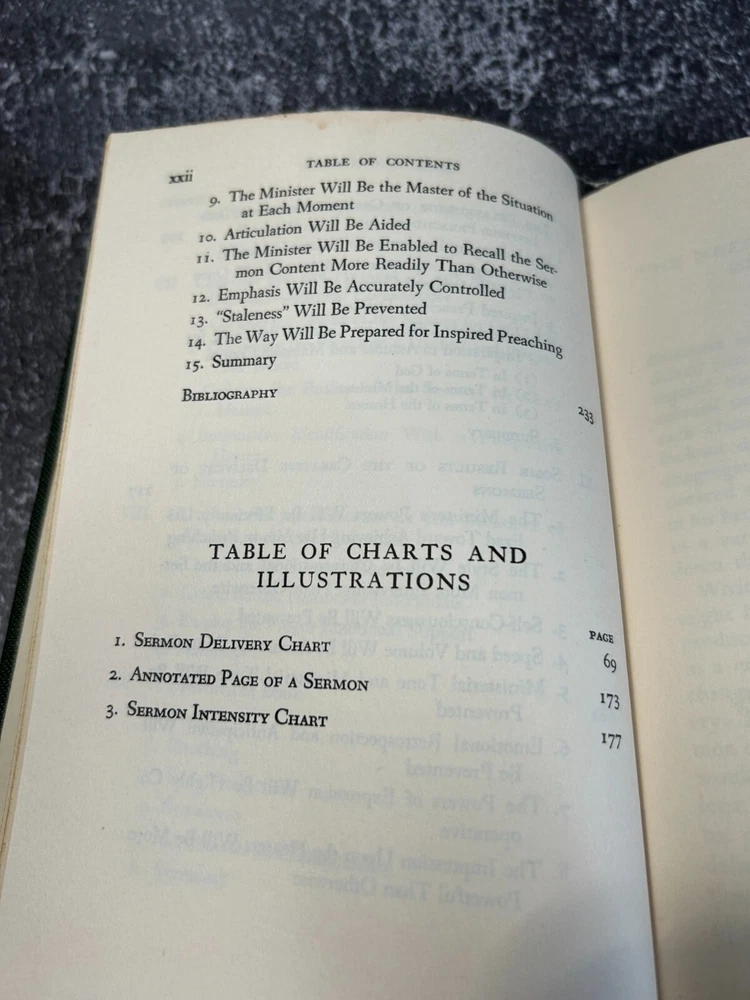 xxii
TABLE OF CONTENTS
9. The Minister Will Be the Master of the Situation
at Each Moment
10. Articulation Will Be Aided
11. The Minister Will Be Enabled to Recall the Ser-
mon Content More Readily Than Otherwise
12. Emphasis Will Be Accurately Controlled
13. "Staleness" Will Be Prevented
14. The Way Will Be Prepared for Inspired Preaching
15. Summary
BIBLIOGRAPHY 233
TABLE OF CHARTS AND
ILLUSTRATIONS
PAGE
1. SERMON DELIVERY CHART 69
2. ANNOTATED PAGE OF A SERMON 173
3. SERMON INTENSITY CHART 177